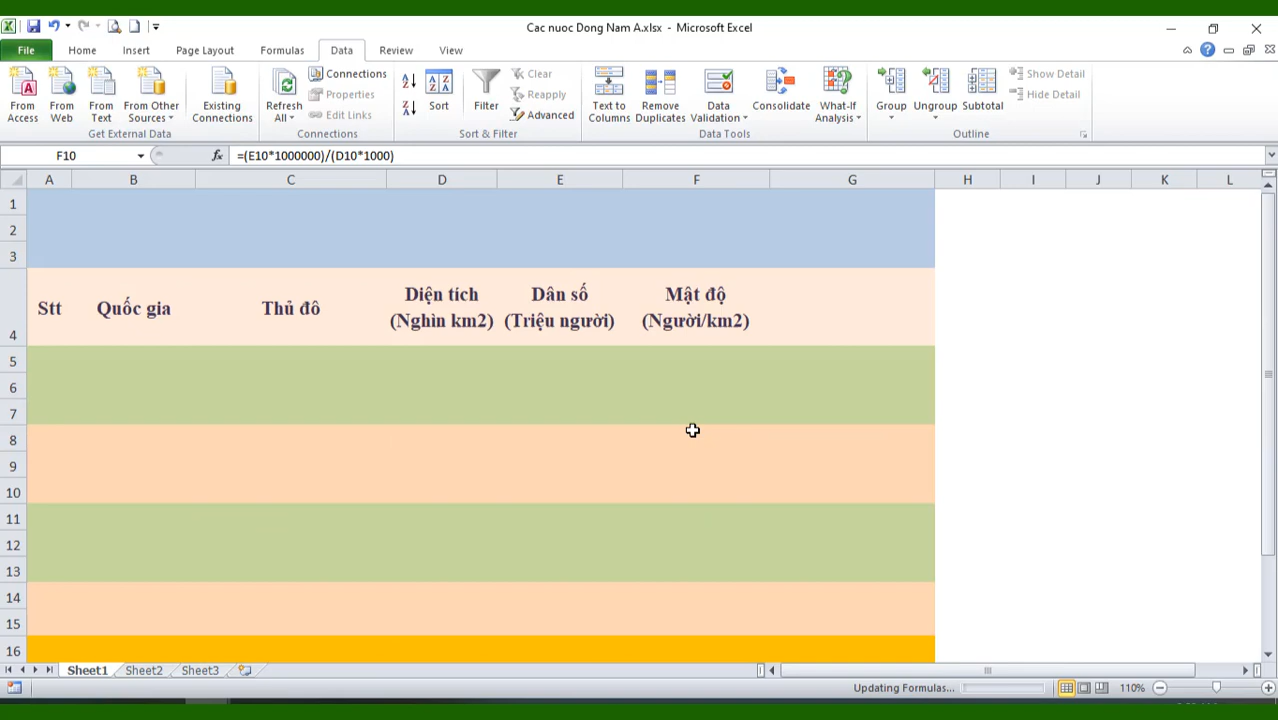 Cac nuoc Dong Nam A.xlsx - Microsoft Excel
File Home Insert Page Layout Formulas Data Review View
From Access
From Web
From Text
From Other Sources
Existing Connections
Get External Data
Refresh All
Connections
Properties
Edit Links
Connections
Sort
Filter
Clear
Reapply
Advanced
Sort & Filter
Text to Columns
Remove Duplicates
Data Validation
Consolidate
What-If Analysis
Data Tools
Group
Ungroup
Subtotal
Show Detail
Hide Detail
Outline
F10 fx =(E10*1000000)/(D10*1000)
A B C D E F G H I J K L
1
2
3
4 Stt Quốc gia Thủ đô Diện tích (Nghìn km2) Dân số (Triệu người) Mật độ (Người/km2)
5
6
7
8
9
10
11
12
13
14
15
16
Sheet1 Sheet2 Sheet3
Updating Formulas... 110%